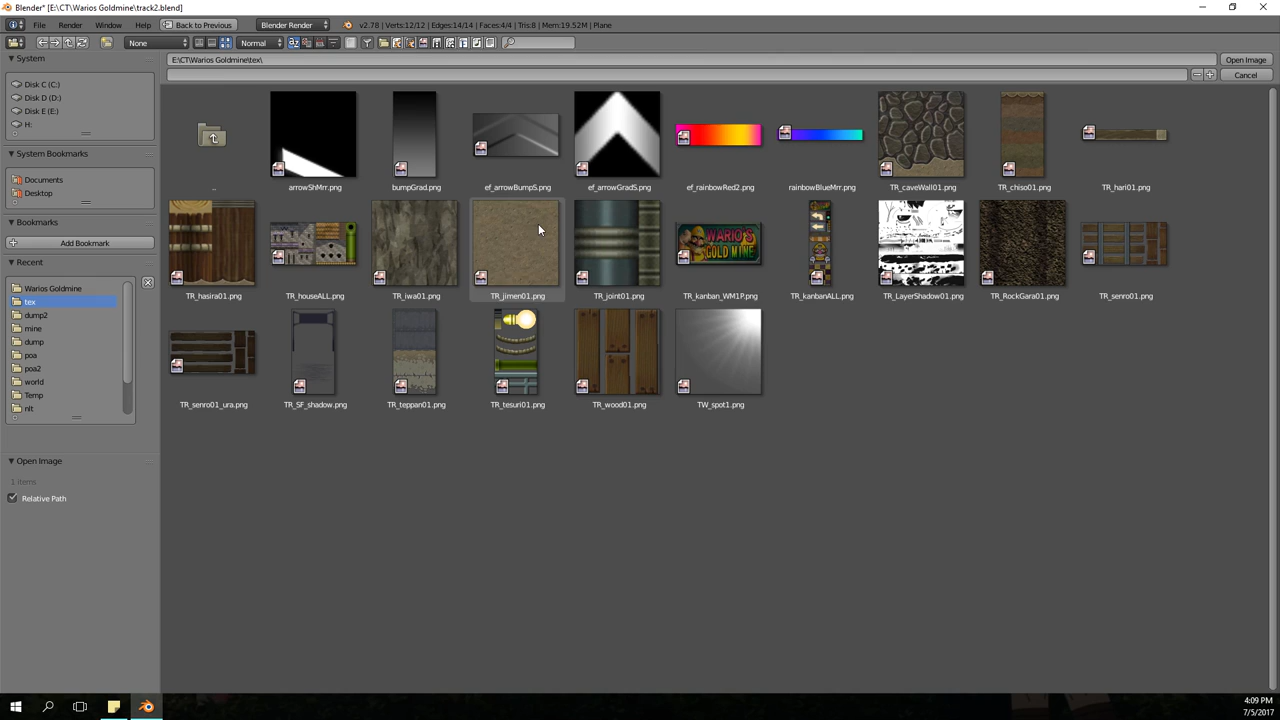 Blender* [E:\CT\Warios Goldmine\track2.blend]
File Render Window Help Back to Previous Blender Render v2.78 | Verts:12/12 | Edges:14/14 | Faces:4/4 | Tris:8 | Mem:19.52M | Plane
None Normal
System
Disk C (C:)
Disk D (D:)
Disk E (E:)
H:
System Bookmarks
Documents
Desktop
Bookmarks
Add Bookmark
Recent
Warios Goldmine
tex
dump2
mine
dump
poa
poa2
world
Temp
nlt
Open Image
1 items
Relative Path
E:\CT\Warios Goldmine\tex\
Open Image
Cancel
.. arrowShMrr.png bumpGrad.png ef_arrowBumpS.png ef_arrowGradS.png ef_rainbowRed2.png rainbowBlueMrr.png TR_caveWall01.png TR_chiso01.png TR_hari01.png
WARIO'S
GOLD MINE
TR_hasira01.png TR_houseALL.png TR_iwa01.png TR_jimen01.png TR_joint01.png TR_kanban_WM1P.png TR_kanbanALL.png TR_LayerShadow01.png TR_RockGara01.png TR_senro01.png
TR_senro01_ura.png TR_SF_shadow.png TR_teppan01.png TR_tesuri01.png TR_wood01.png TW_spot1.png
4:09 PM
7/5/2017